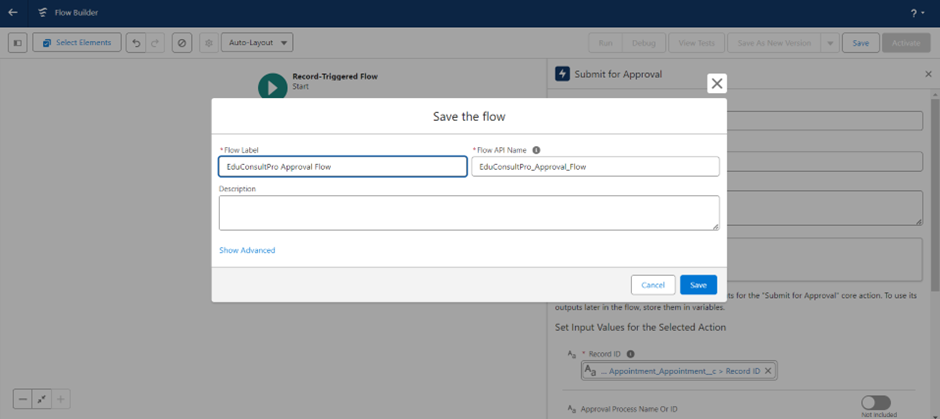 Flow Builder
?
Select Elements
Auto-Layout
Run
Debug
View Tests
Save As New Version
Save
Activate
Record-Triggered Flow
Start
Submit for Approval
Save the flow
* Flow Label
* Flow API Name
EduConsultPro Approval Flow
EduConsultPro_Approval_Flow
Description
Show Advanced
Cancel
Save
ts for the "Submit for Approval" core action. To use its
outputs later in the flow, store them in variables.
Set Input Values for the Selected Action
Aa * Record ID
Aa ... Appointment_Appointment__c > Record ID
Aa Approval Process Name Or ID
Not Included